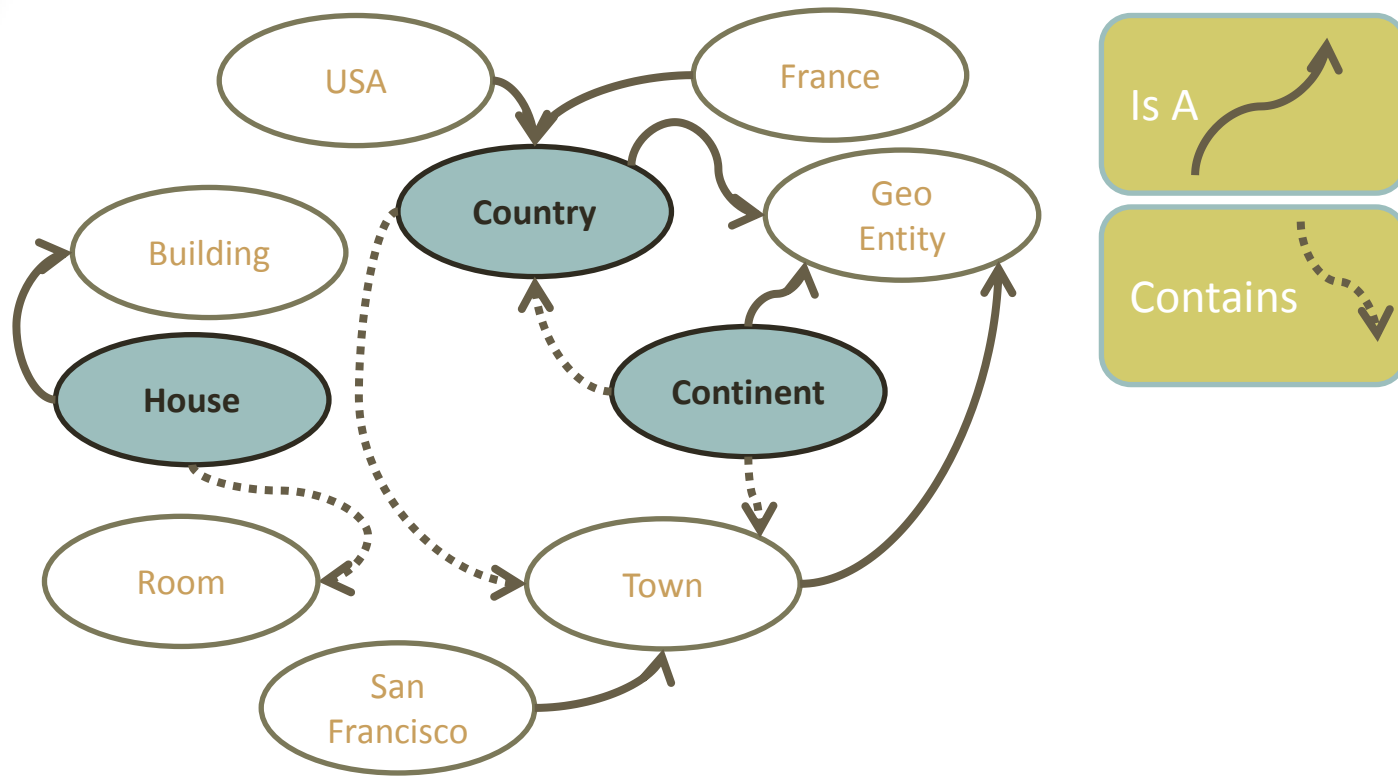 USA
France
Is A
Country
Geo
Entity
Building
Contains
House
Continent
Room
Town
San
Francisco